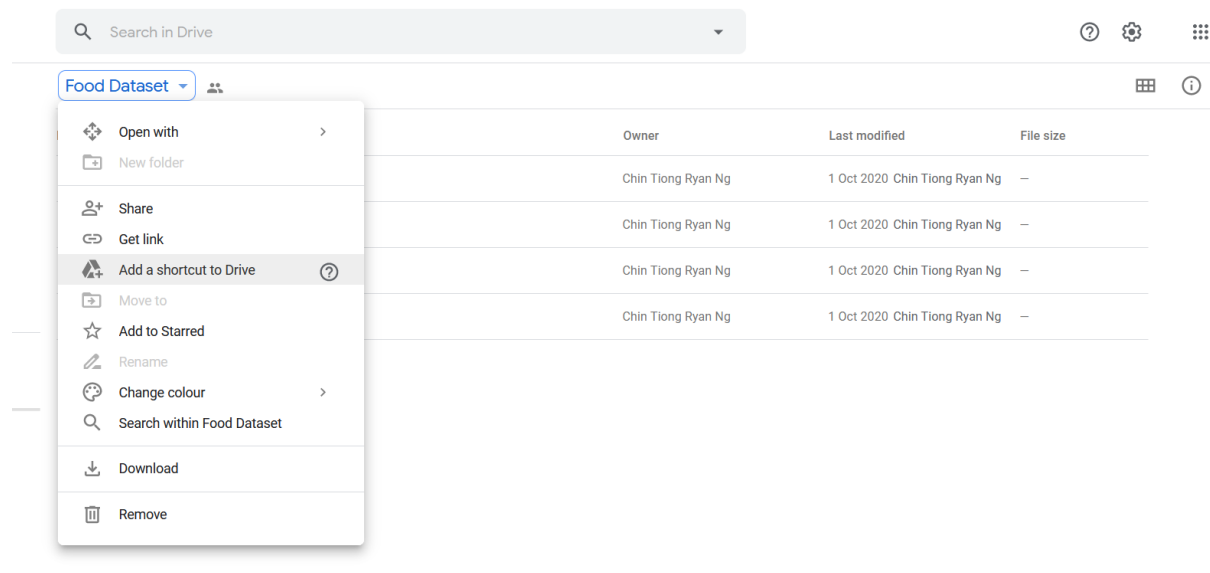 Search in Drive
Food Dataset
Open with
New folder
Share
Get link
Add a shortcut to Drive
Move to
Add to Starred
Rename
Change colour
Search within Food Dataset
Download
Remove
Owner Last modified File size
Chin Tiong Ryan Ng 1 Oct 2020 Chin Tiong Ryan Ng —
Chin Tiong Ryan Ng 1 Oct 2020 Chin Tiong Ryan Ng —
Chin Tiong Ryan Ng 1 Oct 2020 Chin Tiong Ryan Ng —
Chin Tiong Ryan Ng 1 Oct 2020 Chin Tiong Ryan Ng —